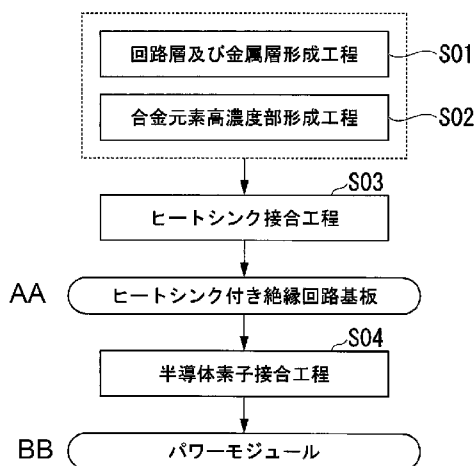 回路層及び金属層形成工程 S01
合金元素高濃度部形成工程 S02
S03
ヒートシンク接合工程
AA ヒートシンク付き絶縁回路基板
S04
半導体素子接合工程
BB パワーモジュール